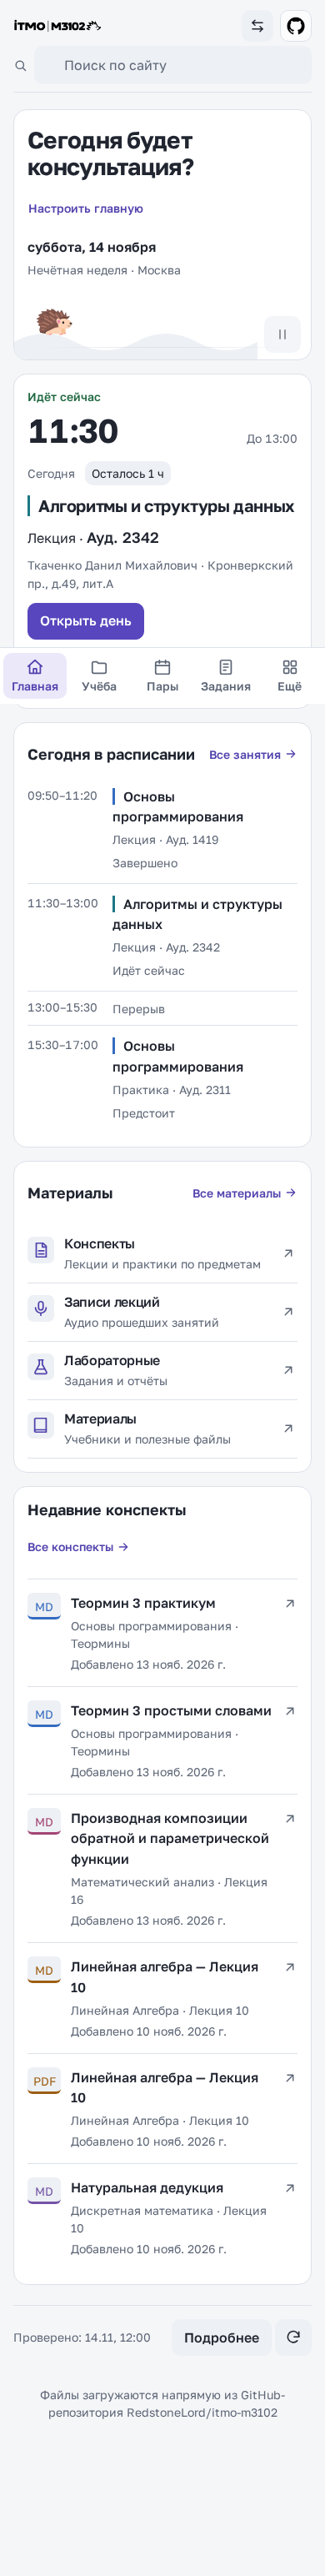 ITMO | M3102
Поиск по сайту
Сегодня будет
консультация?
Настроить главную
суббота, 14 ноября
Нечётная неделя · Москва
Идёт сейчас
11:30
До 13:00
Сегодня
Осталось 1 ч
Алгоритмы и структуры данных
Лекция · Ауд. 2342
Ткаченко Данил Михайлович · Кронверкский
пр., д.49, лит.А
Открыть день
Главная
Учёба
Пары
Задания
Ещё
Сегодня в расписании
Все занятия →
09:50–11:20
Основы
программирования
Лекция · Ауд. 1419
Завершено
11:30–13:00
Алгоритмы и структуры
данных
Лекция · Ауд. 2342
Идёт сейчас
13:00–15:30
Перерыв
15:30–17:00
Основы
программирования
Практика · Ауд. 2311
Предстоит
Материалы
Все материалы →
Конспекты
Лекции и практики по предметам
Записи лекций
Аудио прошедших занятий
Лабораторные
Задания и отчёты
Материалы
Учебники и полезные файлы
Недавние конспекты
Все конспекты →
MD
Теормин 3 практикум
Основы программирования ·
Теормины
Добавлено 13 нояб. 2026 г.
MD
Теормин 3 простыми словами
Основы программирования ·
Теормины
Добавлено 13 нояб. 2026 г.
MD
Производная композиции
обратной и параметрической
функции
Математический анализ · Лекция
16
Добавлено 13 нояб. 2026 г.
MD
Линейная алгебра — Лекция
10
Линейная Алгебра · Лекция 10
Добавлено 10 нояб. 2026 г.
PDF
Линейная алгебра — Лекция
10
Линейная Алгебра · Лекция 10
Добавлено 10 нояб. 2026 г.
MD
Натуральная дедукция
Дискретная математика · Лекция
10
Добавлено 10 нояб. 2026 г.
Проверено: 14.11, 12:00
Подробнее
Файлы загружаются напрямую из GitHub-
репозитория RedstoneLord/itmo-m3102